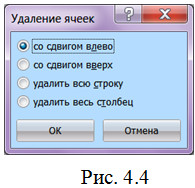 Удаление ячеек
со сдвигом влево
со сдвигом вверх
удалить всю строку
удалить весь столбец
ОК
Отмена
Рис. 4.4